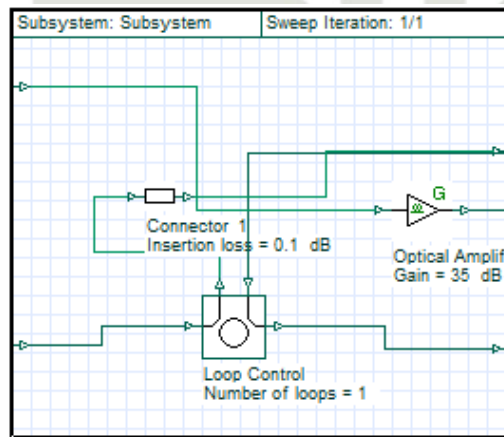 Subsystem: Subsystem
Sweep Iteration: 1/1
G
Connector 1
Insertion loss = 0.1 dB
Optical Amplif
Gain = 35 dB
Loop Control
Number of loops = 1